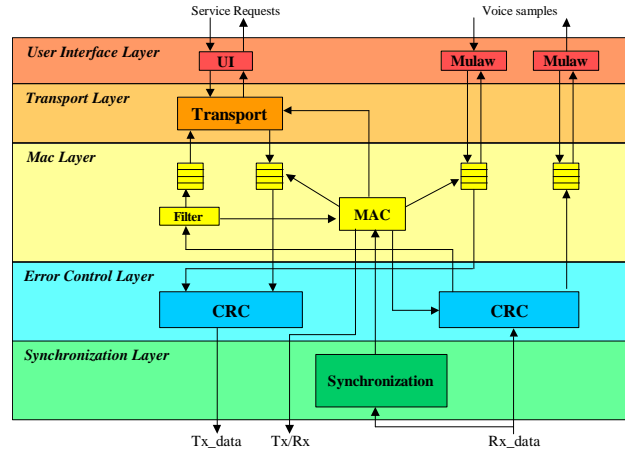 Service Requests
Voice samples
User Interface Layer
UI
Mulaw
Mulaw
Transport Layer
Transport
Mac Layer
MAC
Filter
Error Control Layer
CRC
CRC
Synchronization Layer
Synchronization
Tx_data
Tx/Rx
Rx_data